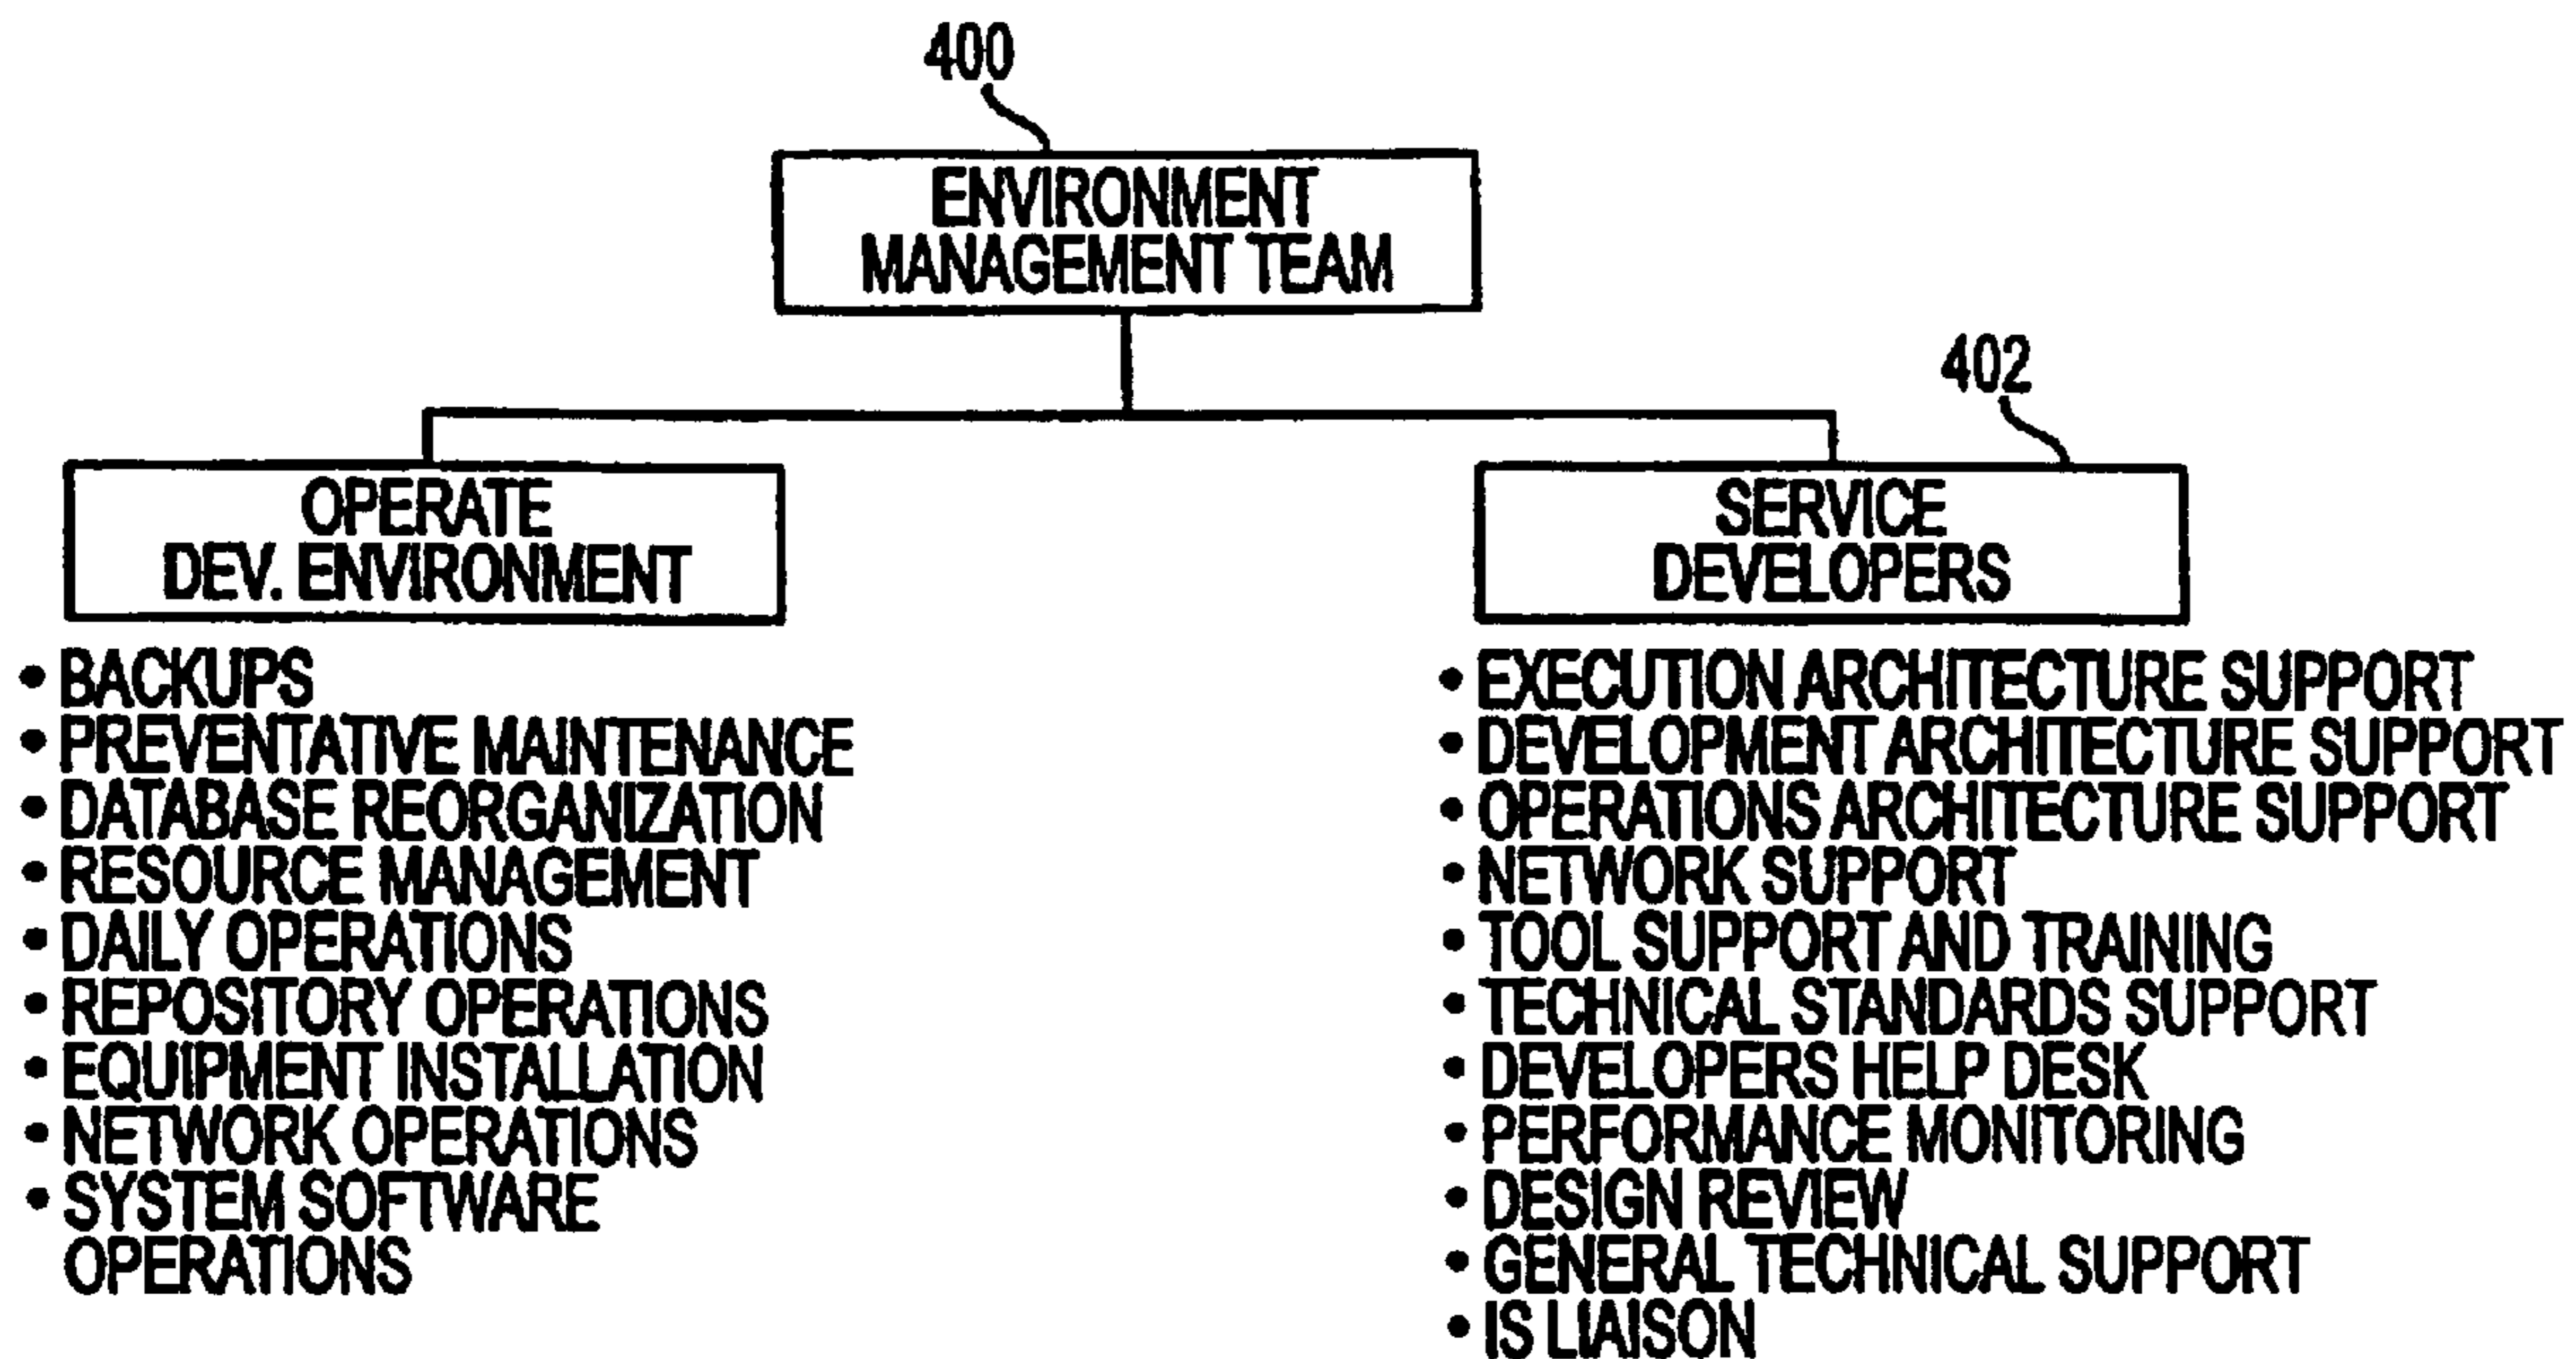 400
ENVIRONMENT
MANAGEMENT TEAM
402
OPERATE
DEV. ENVIRONMENT
• BACKUPS
• PREVENTATIVE MAINTENANCE
• DATABASE REORGANIZATION
• RESOURCE MANAGEMENT
• DAILY OPERATIONS
• REPOSITORY OPERATIONS
• EQUIPMENT INSTALLATION
• NETWORK OPERATIONS
• SYSTEM SOFTWARE
OPERATIONS
SERVICE
DEVELOPERS
• EXECUTION ARCHITECTURE SUPPORT
• DEVELOPMENT ARCHITECTURE SUPPORT
• OPERATIONS ARCHITECTURE SUPPORT
• NETWORK SUPPORT
• TOOL SUPPORT AND TRAINING
• TECHNICAL STANDARDS SUPPORT
• DEVELOPERS HELP DESK
• PERFORMANCE MONITORING
• DESIGN REVIEW
• GENERAL TECHNICAL SUPPORT
• IS LIAISON